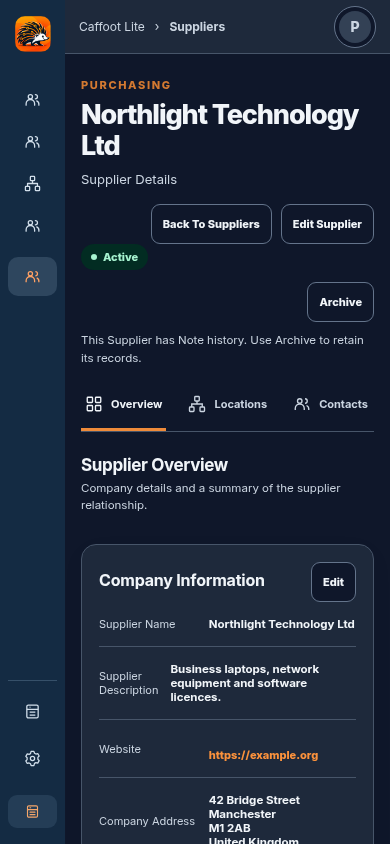 Caffoot Lite › Suppliers
P
PURCHASING
Northlight Technology
Ltd
Supplier Details
Back To Suppliers
Edit Supplier
Active
Archive
This Supplier has Note history. Use Archive to retain
its records.
Overview
Locations
Contacts
Supplier Overview
Company details and a summary of the supplier
relationship.
Company Information
Edit
Supplier Name
Northlight Technology Ltd
Supplier
Description
Business laptops, network
equipment and software
licences.
Website
https://example.org
Company Address
42 Bridge Street
Manchester
M1 2AB
United Kingdom